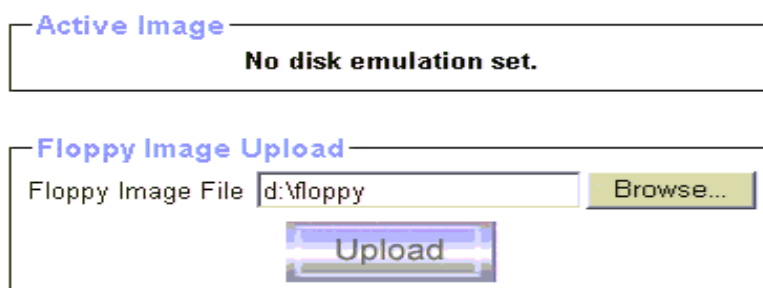 Active Image
No disk emulation set.
Floppy Image Upload
Floppy Image File d:\floppy Browse...
Upload